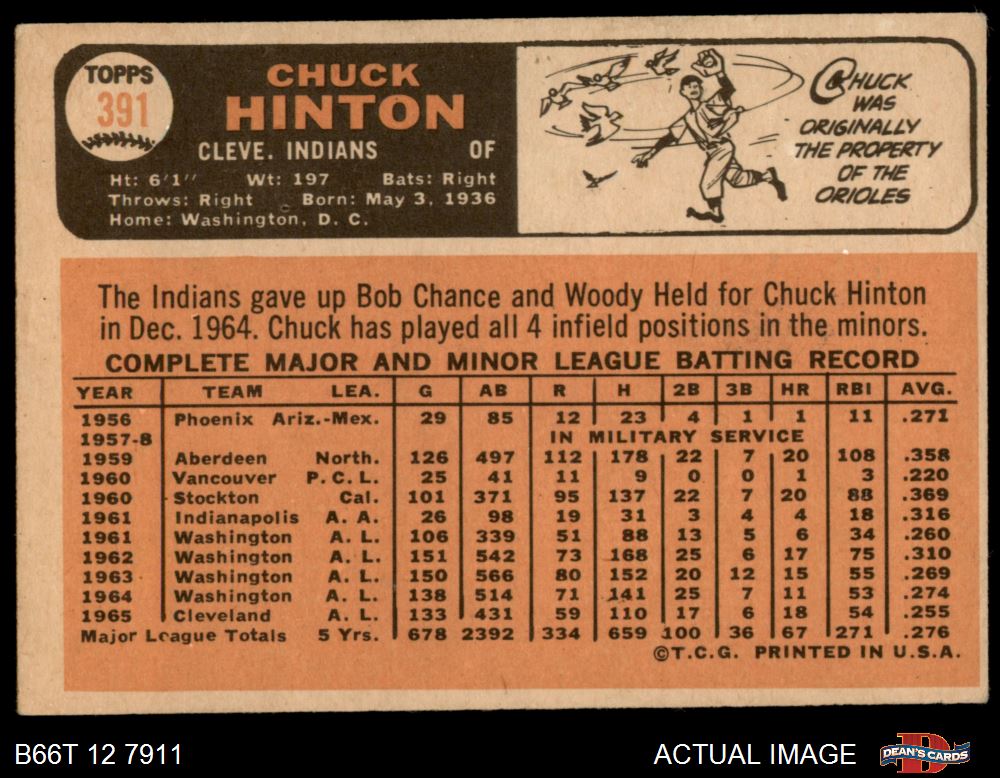 TOPPS
391
CHUCK
HINTON
CLEVE. INDIANS OF
Ht: 6'1" Wt: 197 Bats: Right
Throws: Right Born: May 3, 1936
Home: Washington, D. C.
CHUCK
WAS
ORIGINALLY
THE PROPERTY
OF THE
ORIOLES
The Indians gave up Bob Chance and Woody Held for Chuck Hinton
in Dec. 1964. Chuck has played all 4 infield positions in the minors.
COMPLETE MAJOR AND MINOR LEAGUE BATTING RECORD
YEAR TEAM LEA. G AB R H 2B 3B HR RBI AVG.
1956 Phoenix Ariz.-Mex. 29 85 12 23 4 1 1 11 .271
1957-8 IN MILITARY SERVICE
1959 Aberdeen North. 126 497 112 178 22 7 20 108 .358
1960 Vancouver P.C.L. 25 41 11 9 0 0 1 3 .220
1960 Stockton Cal. 101 371 95 137 22 7 20 88 .369
1961 Indianapolis A. A. 26 98 19 31 3 4 4 18 .316
1961 Washington A. L. 106 339 51 88 13 5 6 34 .260
1962 Washington A. L. 151 542 73 168 25 6 17 75 .310
1963 Washington A. L. 150 566 80 152 20 12 15 55 .269
1964 Washington A. L. 138 514 71 141 25 7 11 53 .274
1965 Cleveland A. L. 133 431 59 110 17 6 18 54 .255
Major League Totals 5 Yrs. 678 2392 334 659 100 36 67 271 .276
©T.C.G. PRINTED IN U.S.A.
B66T 12 7911 ACTUAL IMAGE DEAN'S CARDS